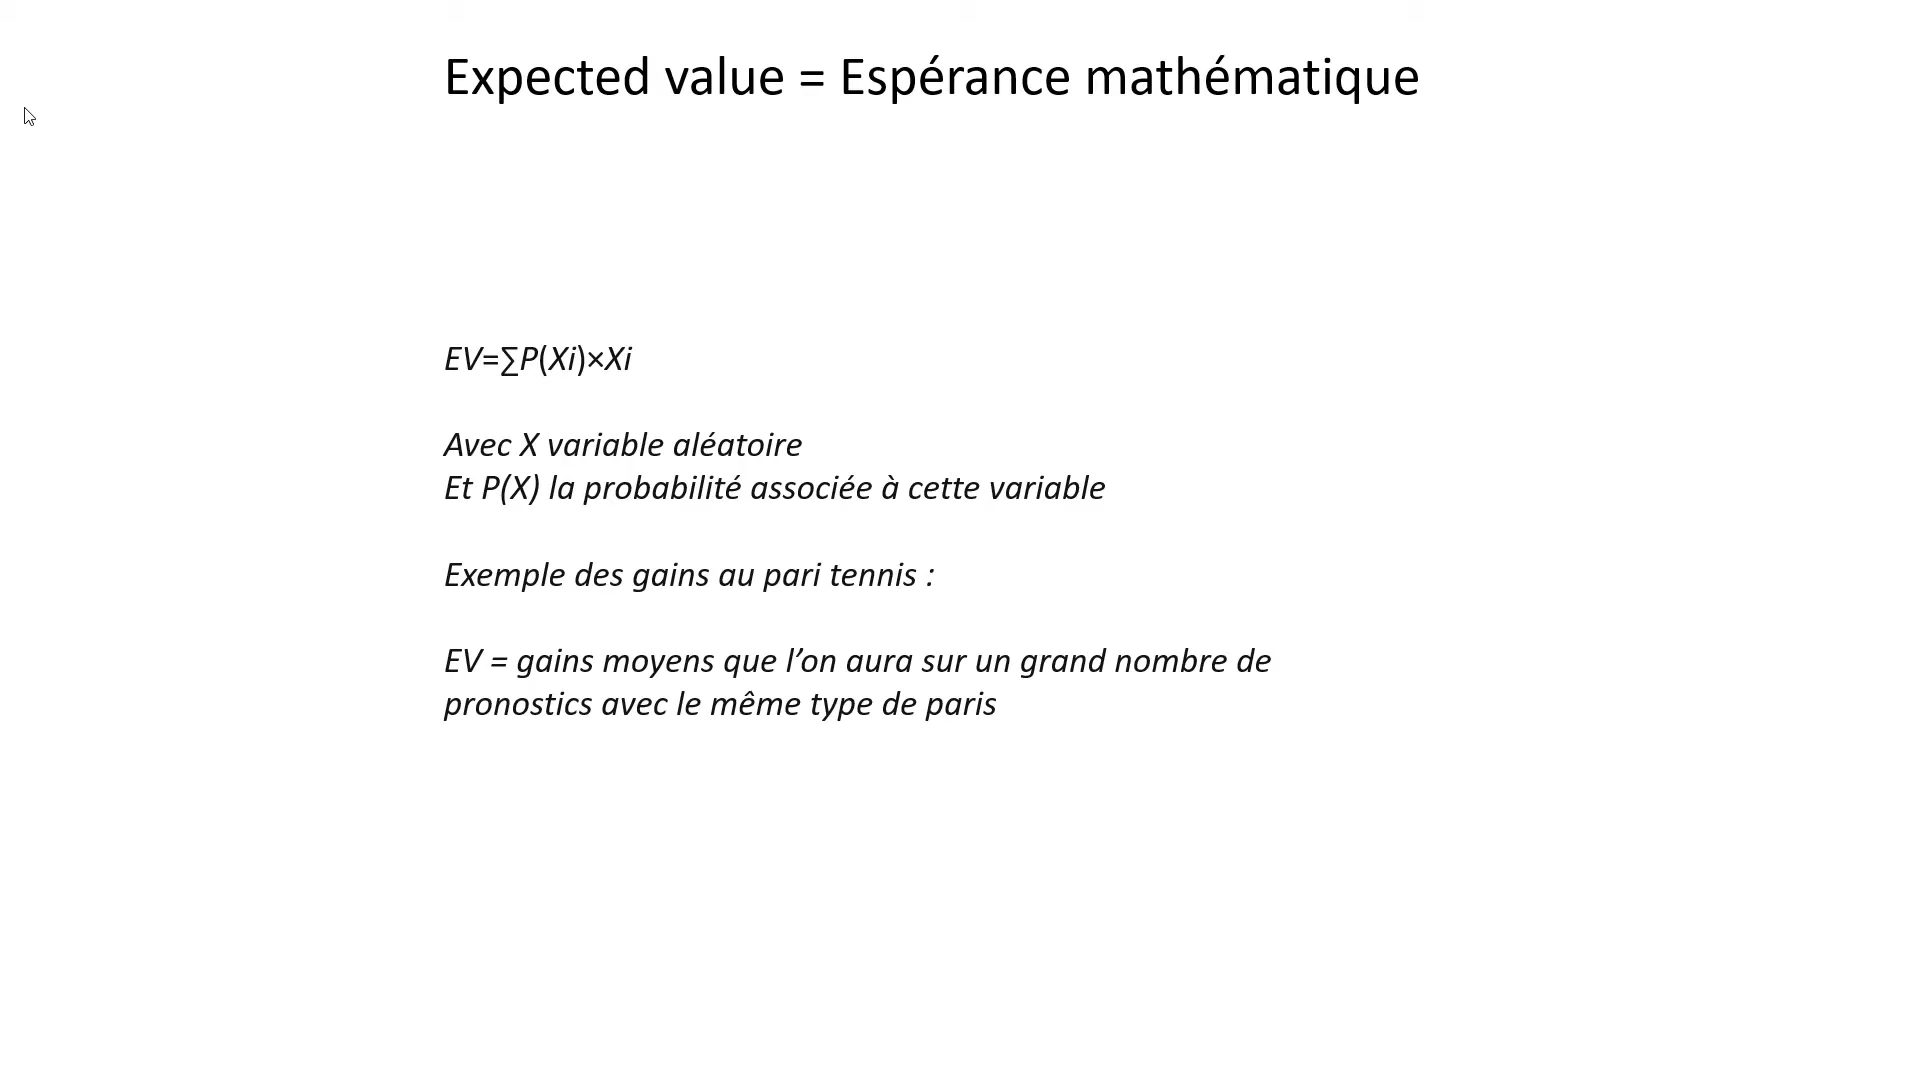 Expected value = Espérance mathématique
EV=∑P(Xi)×Xi
Avec X variable aléatoire
Et P(X) la probabilité associée à cette variable
Exemple des gains au pari tennis :
EV = gains moyens que l’on aura sur un grand nombre de
pronostics avec le même type de paris